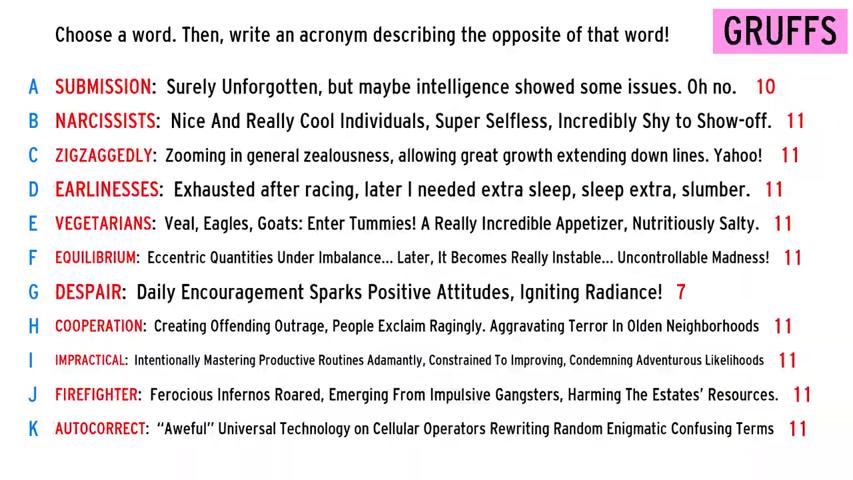 Choose a word. Then, write an acronym describing the opposite of that word! GRUFFS
A SUBMISSION: Surely Unforgotten, but maybe intelligence showed some issues. Oh no. 10
B NARCISSISTS: Nice And Really Cool Individuals, Super Selfless, Incredibly Shy to Show-off. 11
C ZIGZAGGEDLY: Zooming in general zealousness, allowing great growth extending down lines. Yahoo! 11
D EARLINESSES: Exhausted after racing, later I needed extra sleep, sleep extra, slumber. 11
E VEGETARIANS: Veal, Eagles, Goats: Enter Tummies! A Really Incredible Appetizer, Nutritiously Salty. 11
F EQUILIBRIUM: Eccentric Quantities Under Imbalance... Later, It Becomes Really Instable... Uncontrollable Madness! 11
G DESPAIR: Daily Encouragement Sparks Positive Attitudes, Igniting Radiance! 7
H COOPERATION: Creating Offending Outrage, People Exclaim Ragingly. Aggravating Terror In Olden Neighborhoods 11
I IMPRACTICAL: Intentionally Mastering Productive Routines Adamantly, Constrained To Improving, Condemning Adventurous Likelihoods 11
J FIREFIGHTER: Ferocious Infernos Roared, Emerging From Impulsive Gangsters, Harming The Estates' Resources. 11
K AUTOCORRECT: “Aweful” Universal Technology on Cellular Operators Rewriting Random Enigmatic Confusing Terms 11